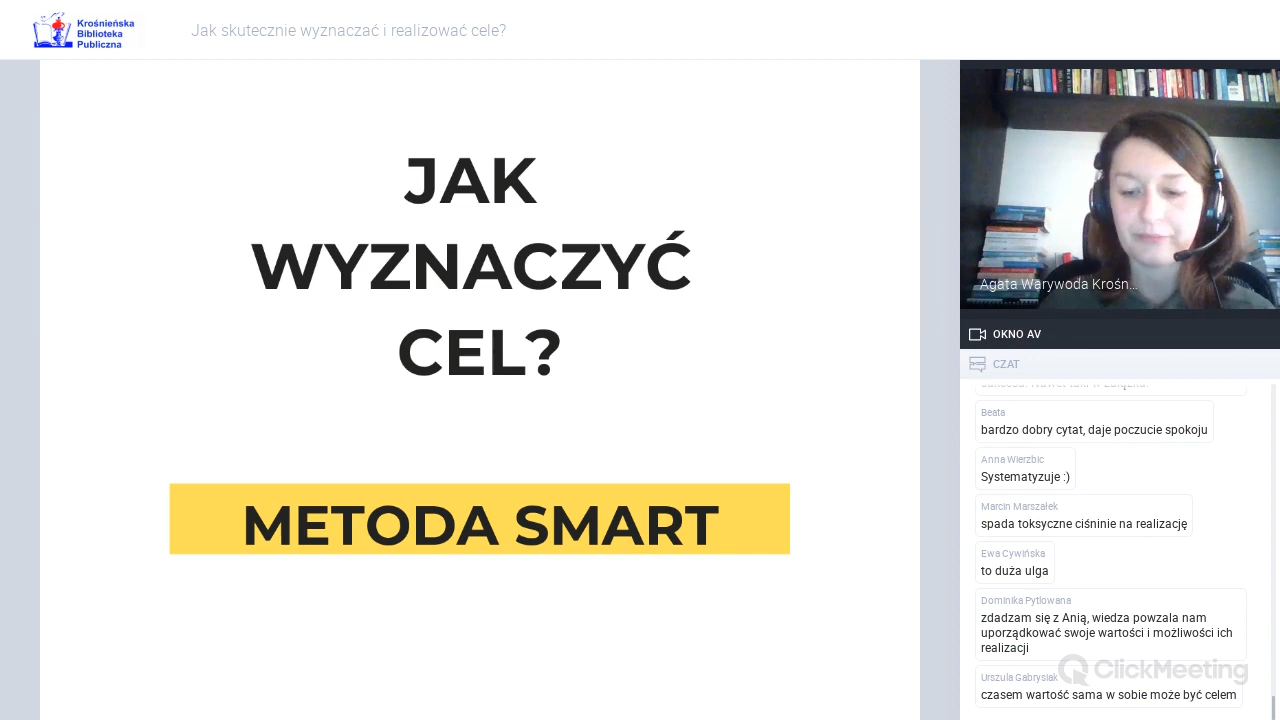 Krośnieńska
Biblioteka
Publiczna
Jak skutecznie wyznaczać i realizować cele?
JAK
WYZNACZYĆ
CEL?
METODA SMART
Agata Warywoda Krośn...
OKNO AV
CZAT
Beata
bardzo dobry cytat, daje poczucie spokoju
Anna Wierzbic
Systematyzuje :)
Marcin Marszałek
spada toksyczne ciśninie na realizację
Ewa Cywińska
to duża ulga
Dominika Pytlowana
zdadzam się z Anią, wiedza powzala nam
uporządkować swoje wartości i możliwości ich
realizacji
ClickMeeting
Urszula Gabrysiak
czasem wartość sama w sobie może być celem